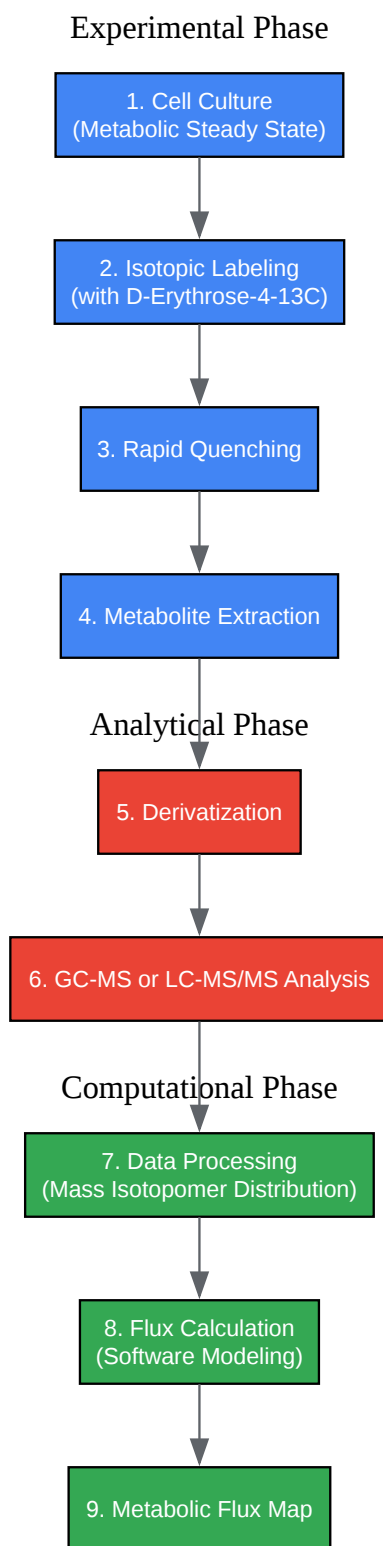 Experimental Phase
1. Cell Culture
(Metabolic Steady State)
2. Isotopic Labeling
(with D-Erythrose-4-13C)
3. Rapid Quenching
4. Metabolite Extraction
Analytical Phase
5. Derivatization
6. GC-MS or LC-MS/MS Analysis
Computational Phase
7. Data Processing
(Mass Isotopomer Distribution)
8. Flux Calculation
(Software Modeling)
9. Metabolic Flux Map